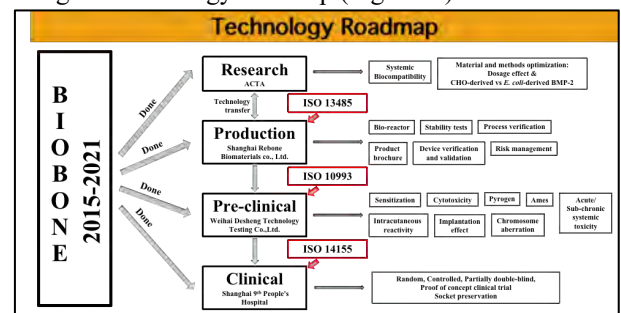 Technology Roadmap
BIOBONE
2015-2021
Done
Done
Done
Done
Research
ACTA
Technology
transfer
ISO 13485
Systemic
Biocompatibility
Material and methods optimization:
Dosage effect &
CHO-derived vs E. coli-derived BMP-2
Production
Shanghai Rebone
Biomaterials co., Ltd.
ISO 10993
Bio-reactor
Stability tests
Process verification
Product
brochure
Device verification
and validation
Risk management
Pre-clinical
Weihai Desheng Technology
Testing Co.,Ltd.
ISO 14155
Sensitization
Cytotoxicity
Pyrogen
Ames
Acute/
Sub-chronic
systemic
toxicity
Intracutaneous
reactivity
Implantation
effect
Chromosome
aberration
Clinical
Shanghai 9th People's
Hospital
Random, Controlled, Partially double-blind,
Proof of concept clinical trial
Socket preservation